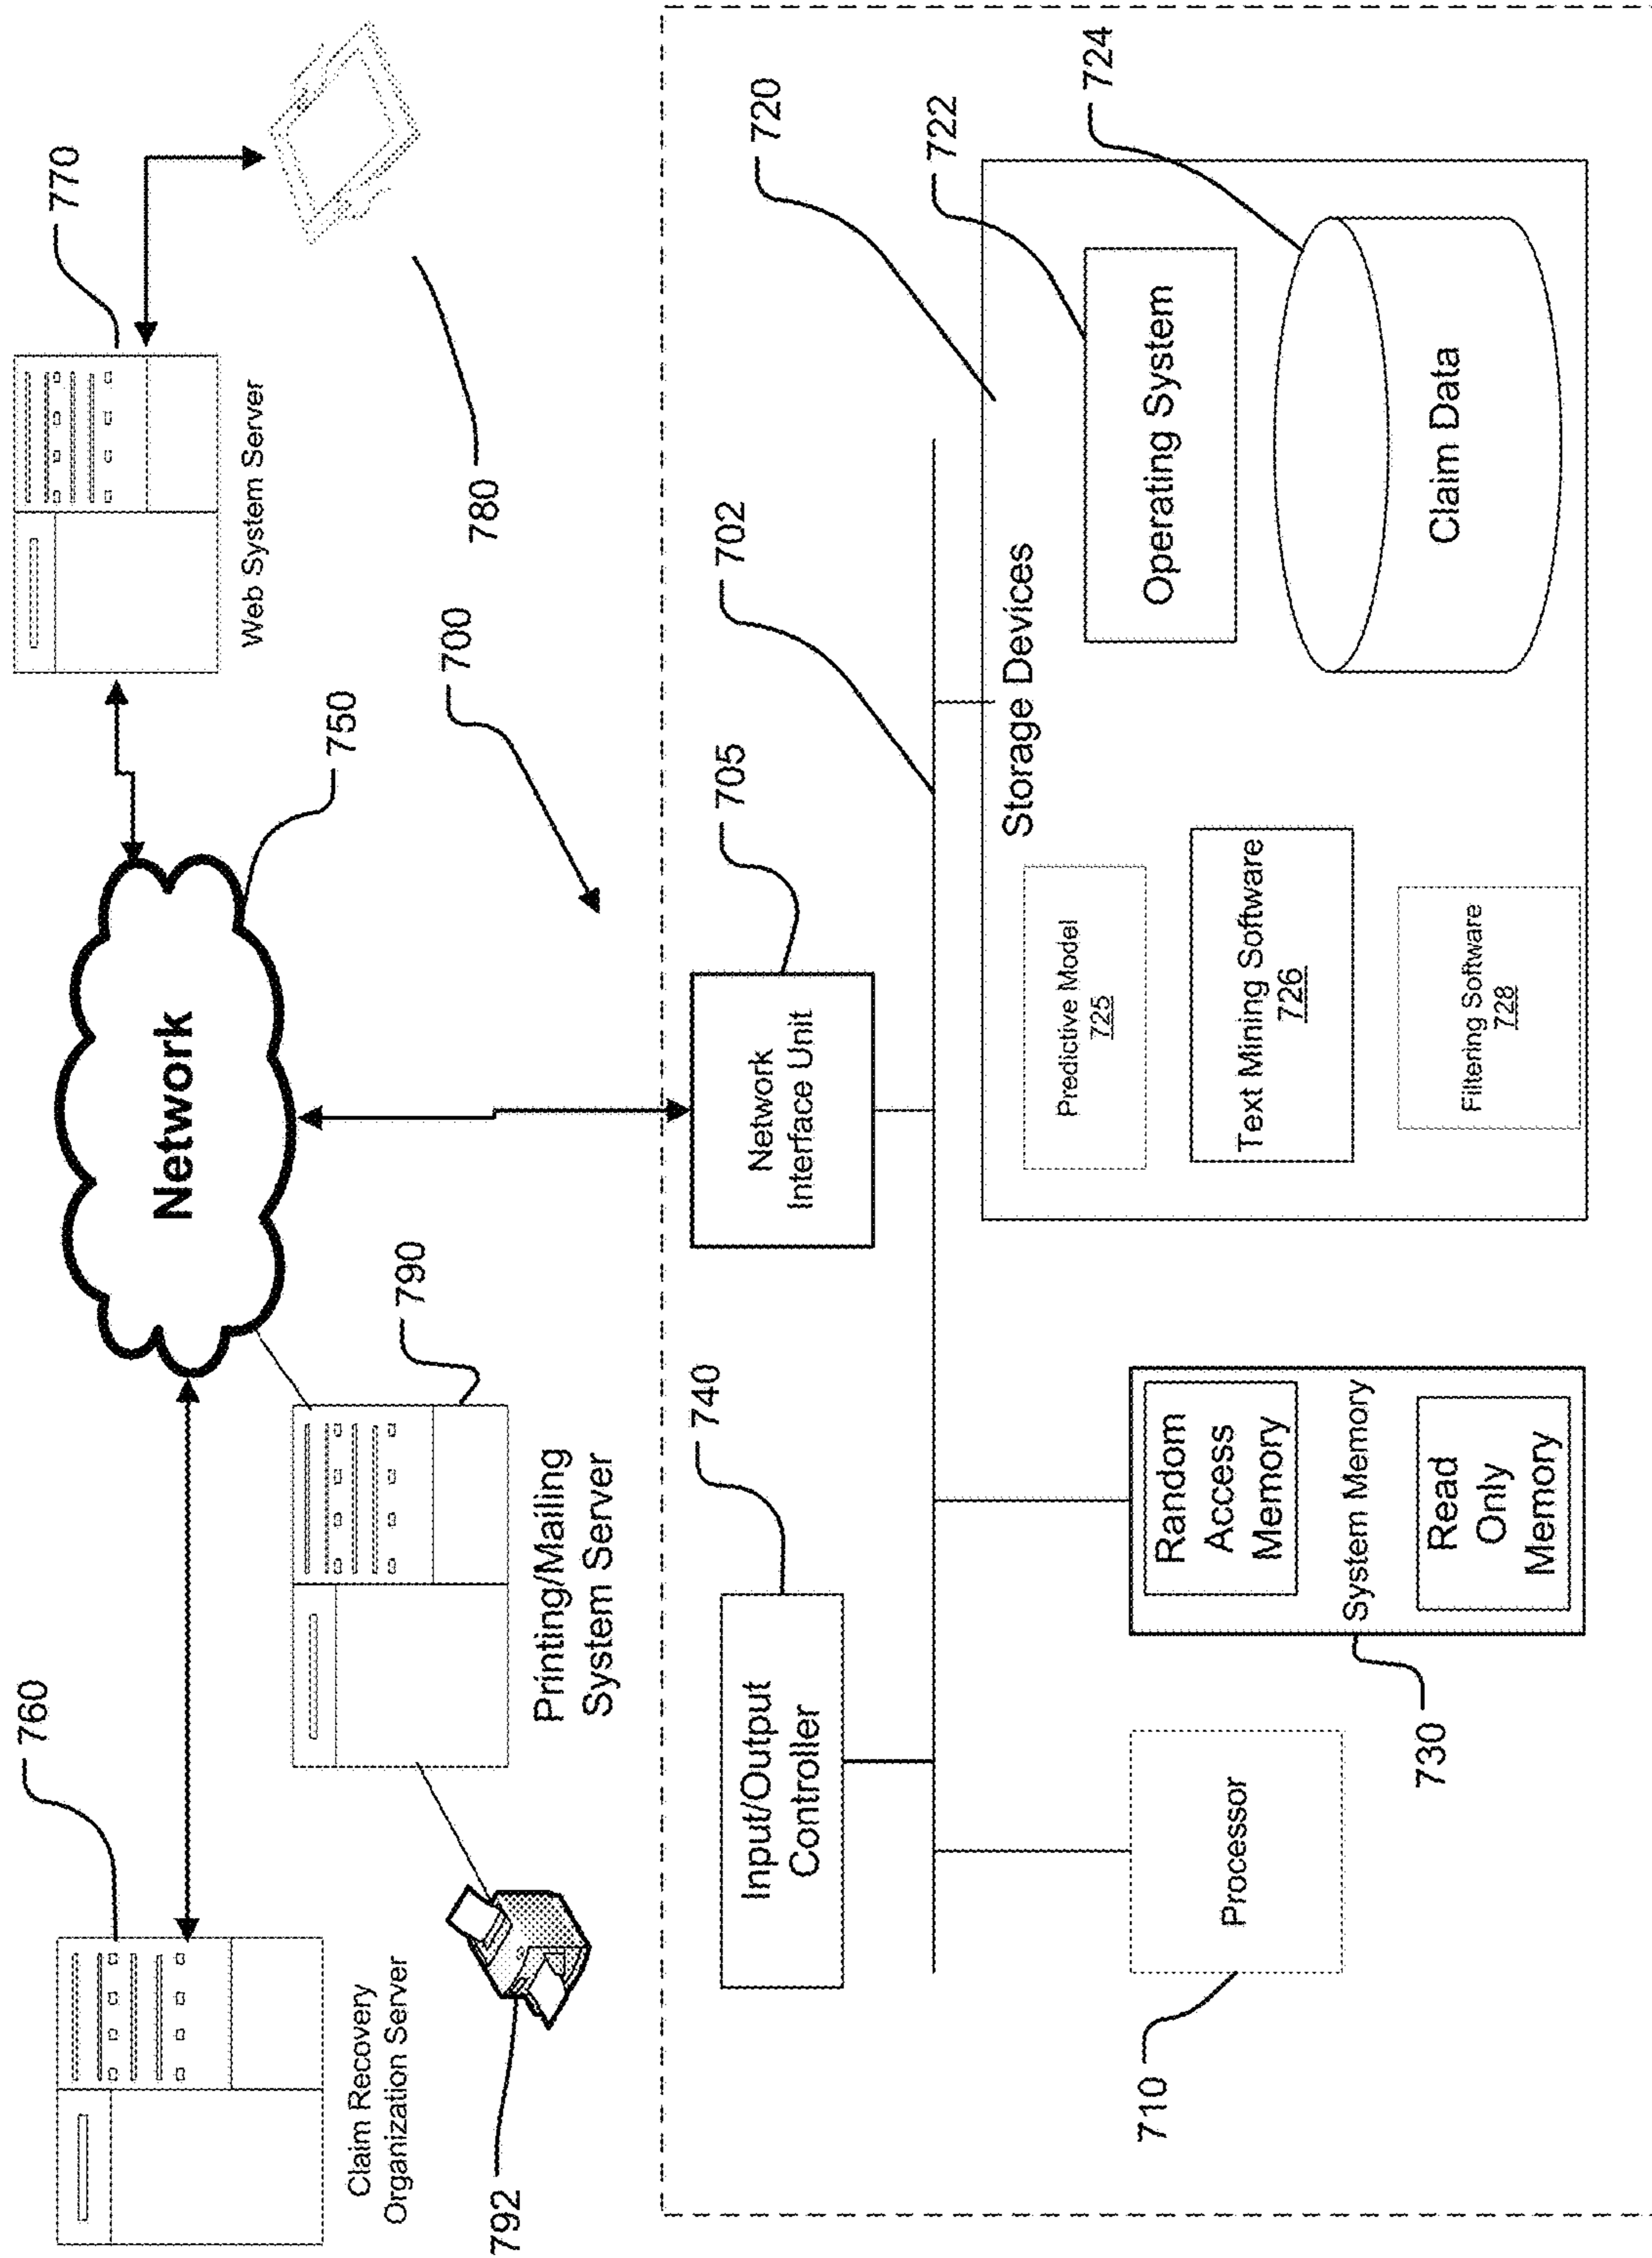 760
770
Network
Claim Recovery
Organization Server
Web System Server
750
790
780
Printing/Mailing
System Server
792
700
740
705
702
720
722
724
Input/Output
Controller
Network
Interface Unit
Storage Devices
Predictive Model
725
Operating System
Text Mining Software
726
Claim Data
Filtering Software
728
Processor
710
Random
Access
Memory
System Memory
Read
Only
Memory
730